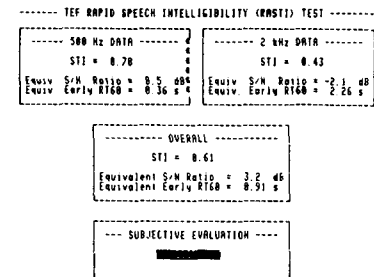 ------ TEF RAPID SPEECH INTELLIGIBILITY (RASTI) TEST ------
------ 500 Hz DATA ------
STI = 0.78
Equiv S/N Ratio = 8.5 dB
Equiv Early RT60 = 0.36 s
------ 2 kHz DATA ------
STI = 0.43
Equiv S/N Ratio = -2.1 dB
Equiv. Early RT60 = 2.26 s
-------- OVERALL --------
STI = 0.61
Equivalent S/N Ratio = 3.2 dB
Equivalent Early RT60 = 0.91 s
--- SUBJECTIVE EVALUATION ----